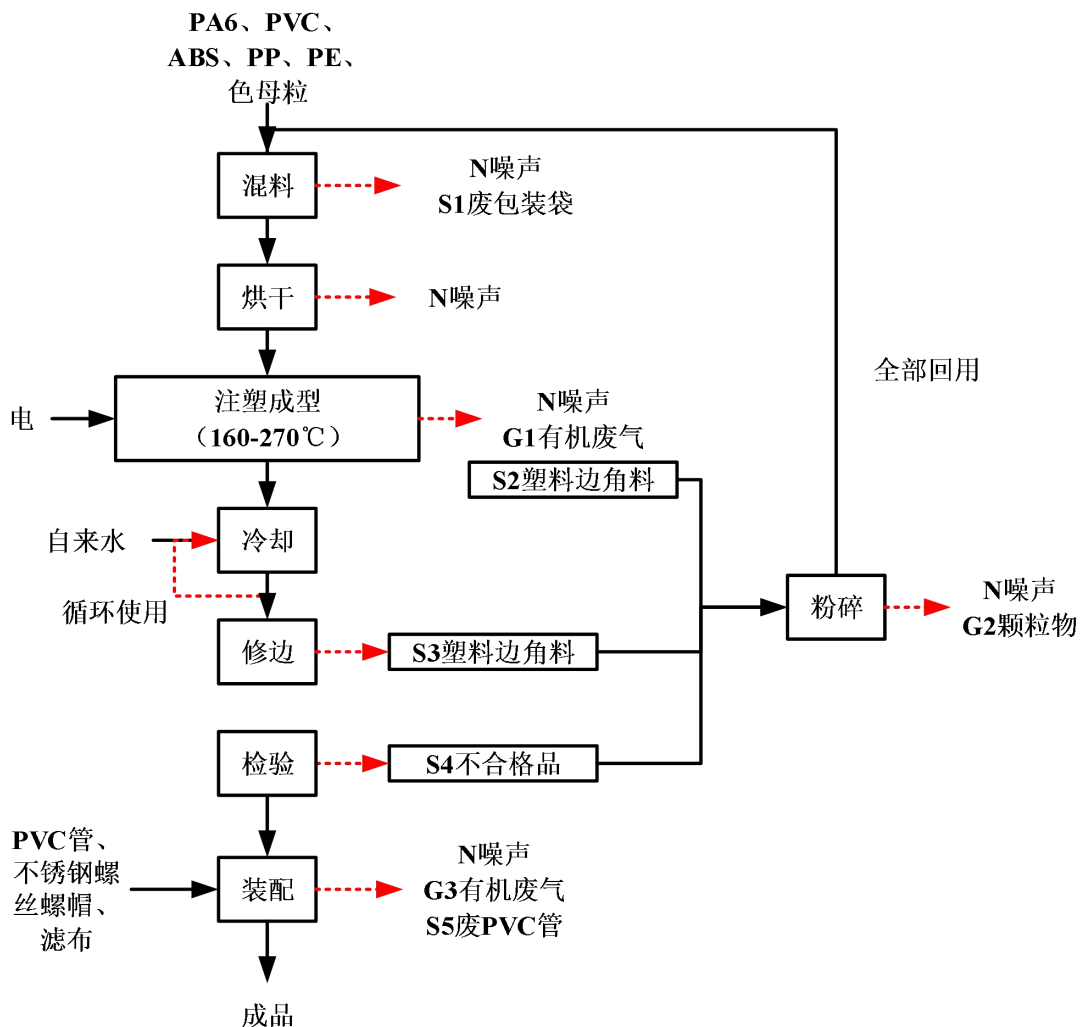 PA6、PVC、
ABS、PP、PE、
色母粒
混料
N噪声
S1废包装袋
烘干
N噪声
全部回用
电
注塑成型
（160-270℃）
N噪声
G1有机废气
S2塑料边角料
自来水
冷却
循环使用
粉碎
N噪声
G2颗粒物
修边
S3塑料边角料
检验
S4不合格品
PVC管、
不锈钢螺
丝螺帽、
滤布
装配
N噪声
G3有机废气
S5废PVC管
成品